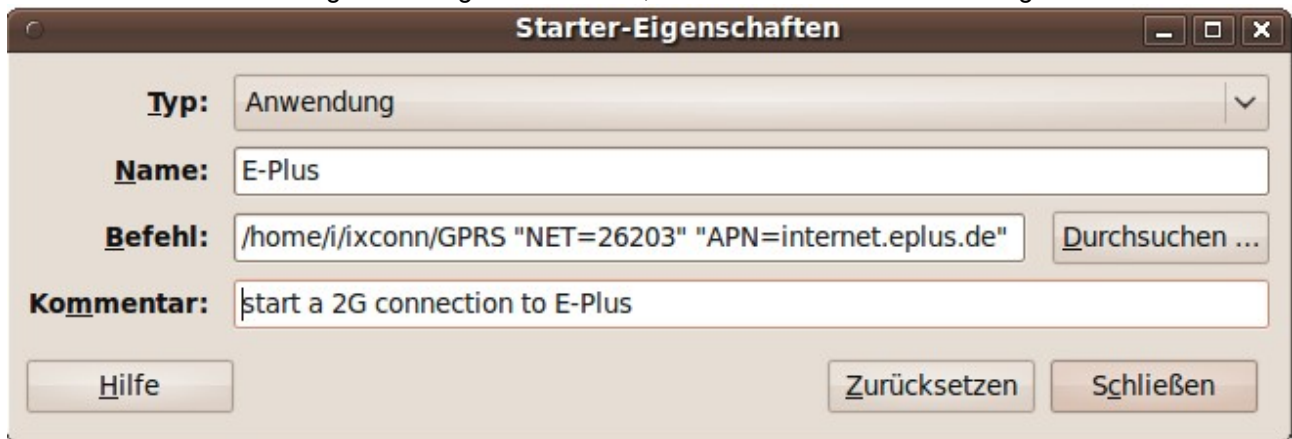 Starter-Eigenschaften
Typ: Anwendung
Name: E-Plus
Befehl: /home/i/ixconn/GPRS "NET=26203" "APN=internet.eplus.de" Durchsuchen ...
Kommentar: start a 2G connection to E-Plus
Hilfe Zurücksetzen Schließen